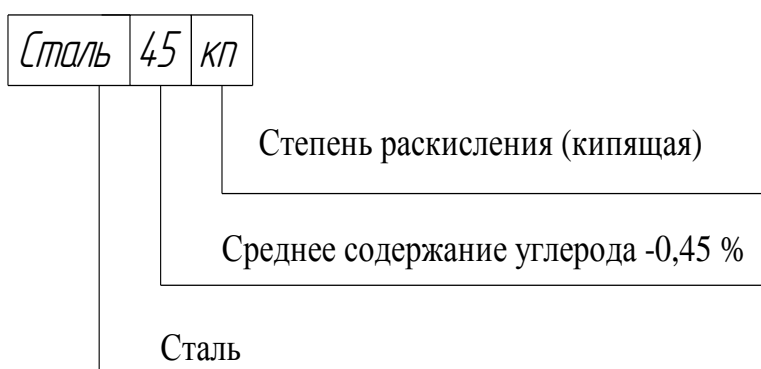 Сталь 45 кп
Степень раскисления (кипящая)
Среднее содержание углерода -0,45 %
Сталь